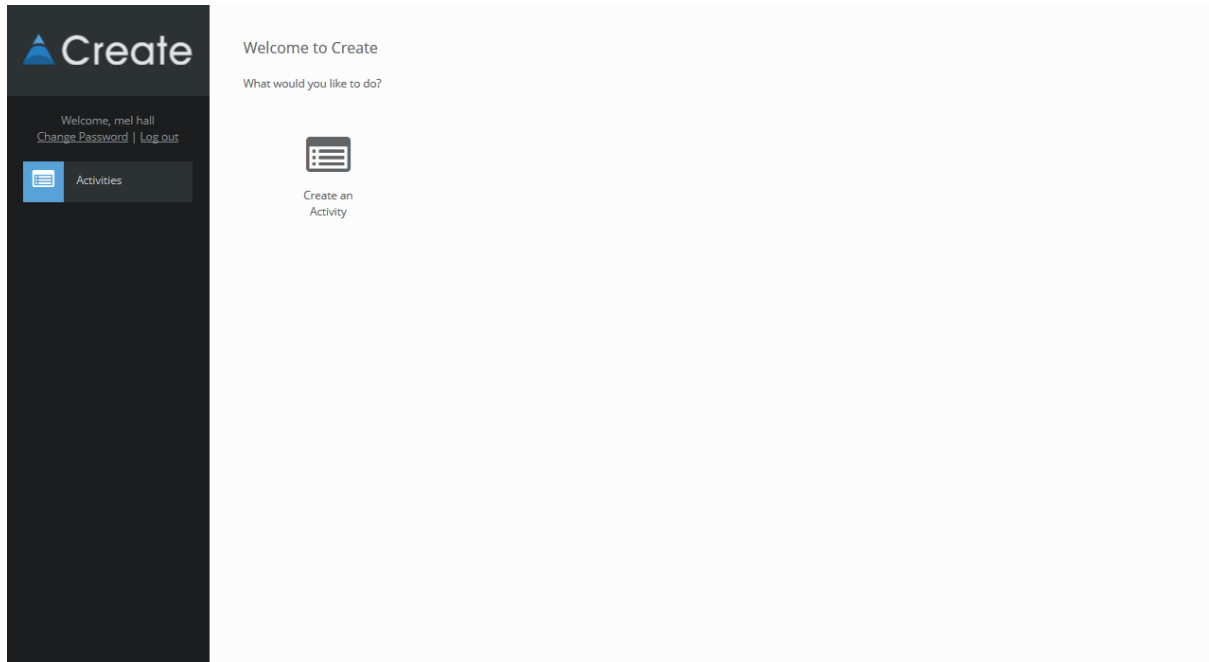 Create
Welcome, mel hall
Change Password | Log out
Activities
Welcome to Create
What would you like to do?
Create an
Activity